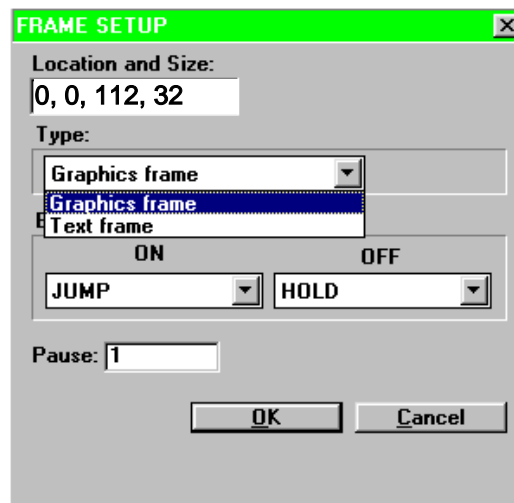 FRAME SETUP
Location and Size:
0, 0, 112, 32
Type:
Graphics frame
Graphics frame
Text frame
ON OFF
JUMP HOLD
Pause: 1
OK Cancel